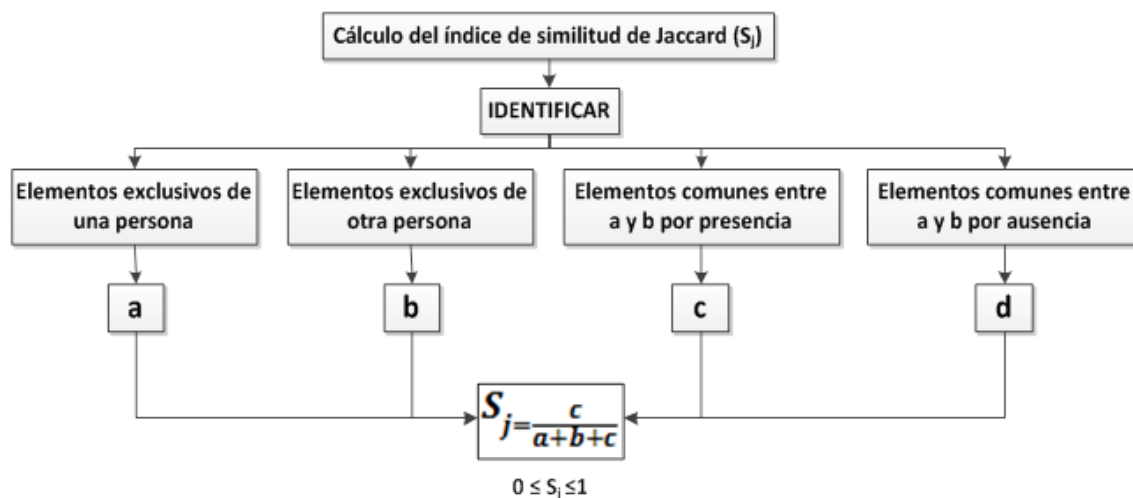 Cálculo del índice de similitud de Jaccard (Sj)
IDENTIFICAR
Elementos exclusivos de
una persona
Elementos exclusivos de
otra persona
Elementos comunes entre
a y b por presencia
Elementos comunes entre
a y b por ausencia
a
b
c
d
Sj=c/a+b+c
0 ≤ Sj ≤1